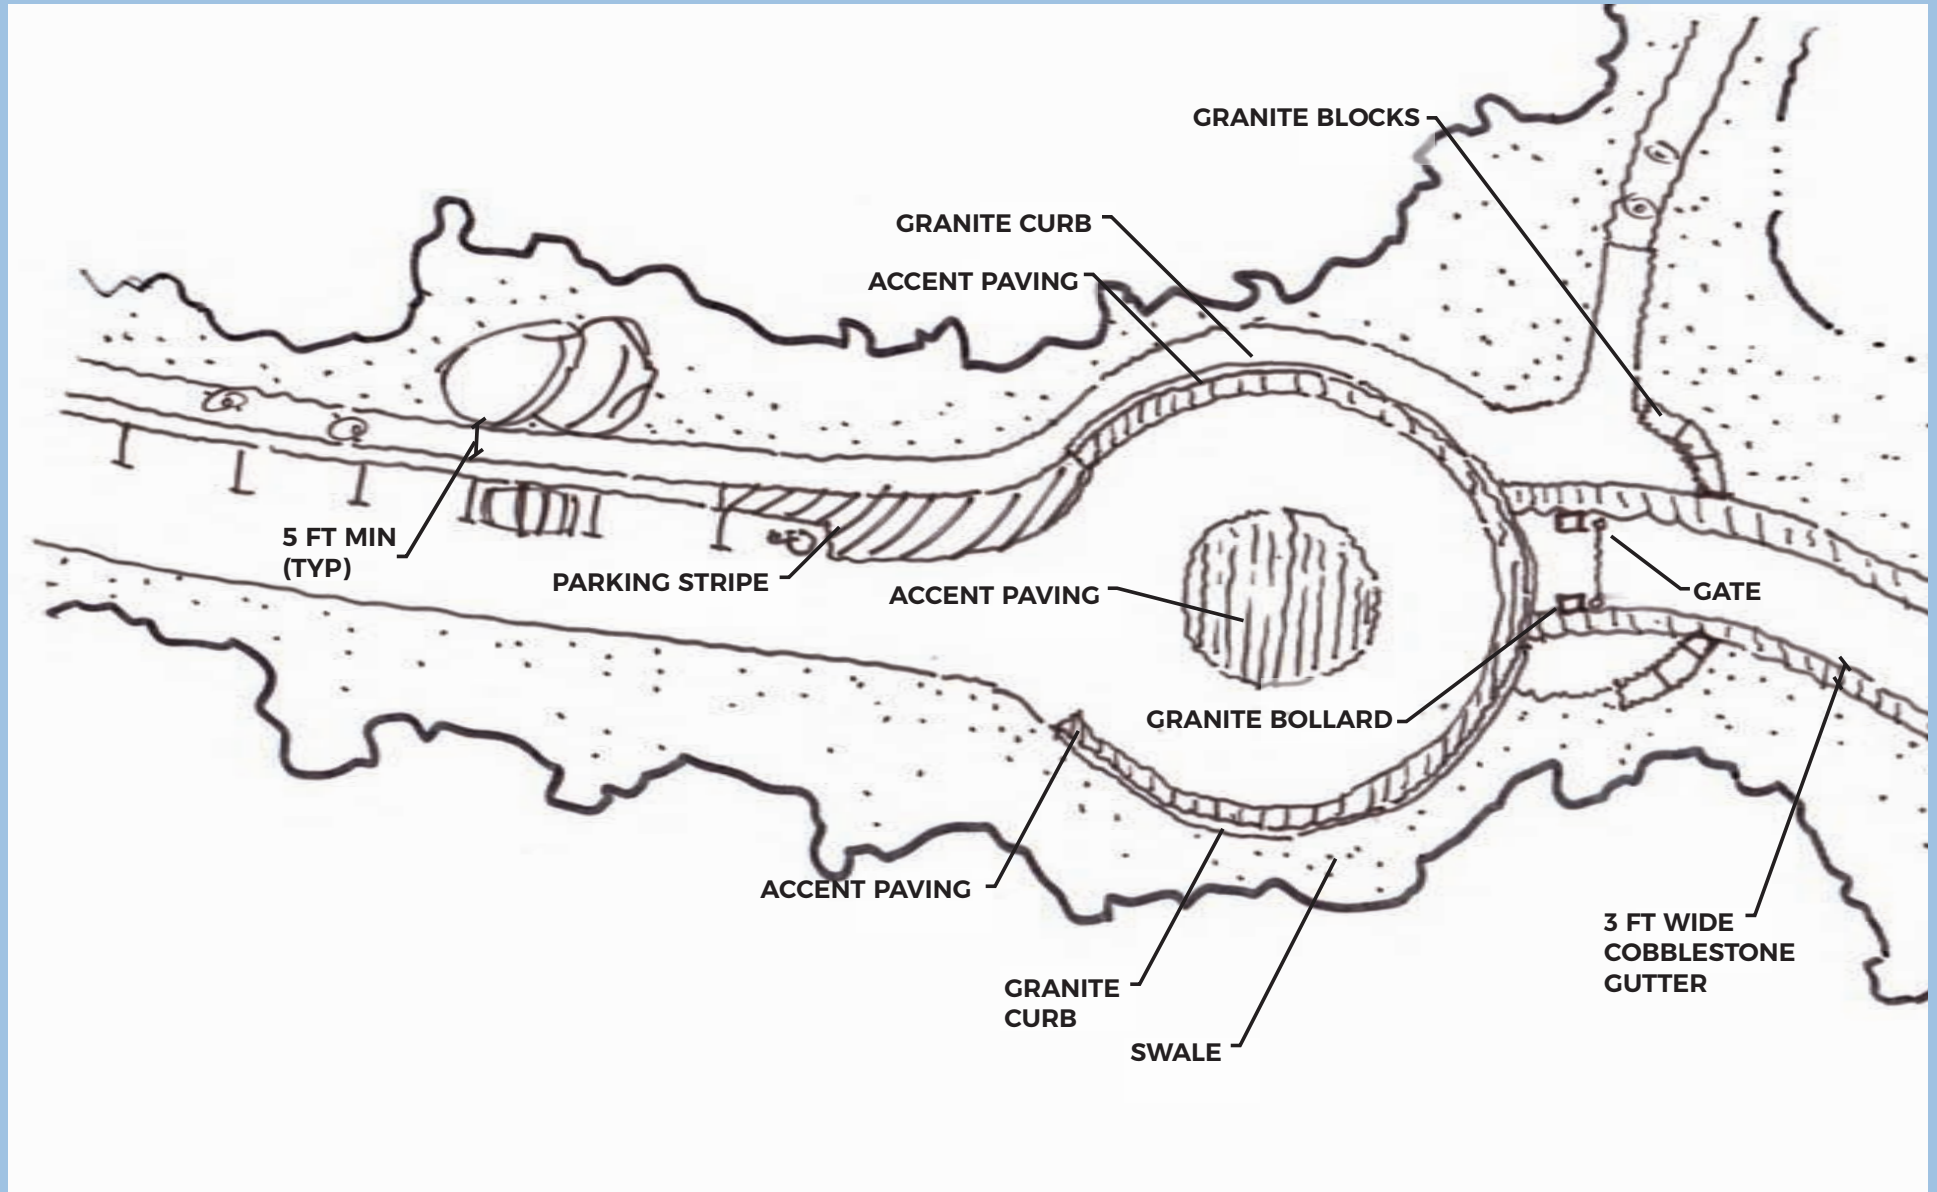 GRANITE BLOCKS
GRANITE CURB
ACCENT PAVING
5 FT MIN
(TYP)
PARKING STRIPE
ACCENT PAVING
GATE
GRANITE BOLLARD
ACCENT PAVING
3 FT WIDE
COBBLESTONE
GUTTER
GRANITE
CURB
SWALE